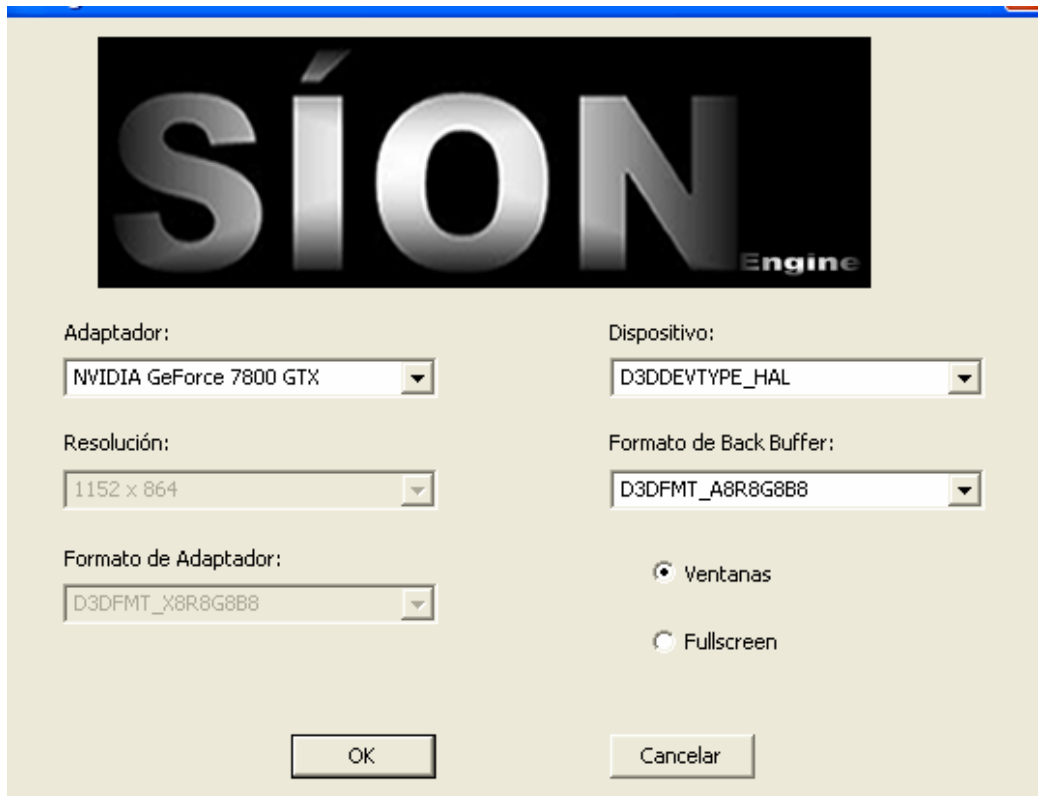 SÍON
Engine
Adaptador:
NVIDIA GeForce 7800 GTX
Dispositivo:
D3DDEVTYPE_HAL
Resolución:
1152 x 864
Formato de Back Buffer:
D3DFMT_A8R8G8B8
Formato de Adaptador:
D3DFMT_X8R8G8B8
Ventanas
Fullscreen
OK
Cancelar